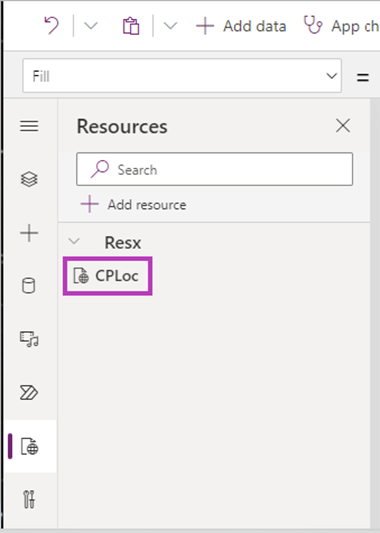 Add data App ch
Fill =
Resources
Search
Add resource
Resx
CPLoc